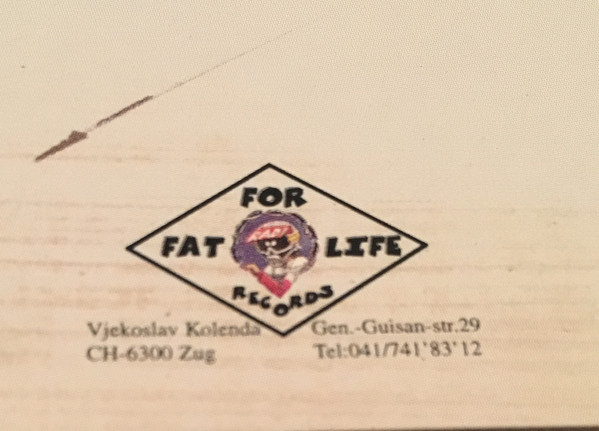 FOR
FAT LIFE
RECORDS
Vjekoslav Kolenda Gen.-Guisan-str.29
CH-6300 Zug Tel:041/741'83'12